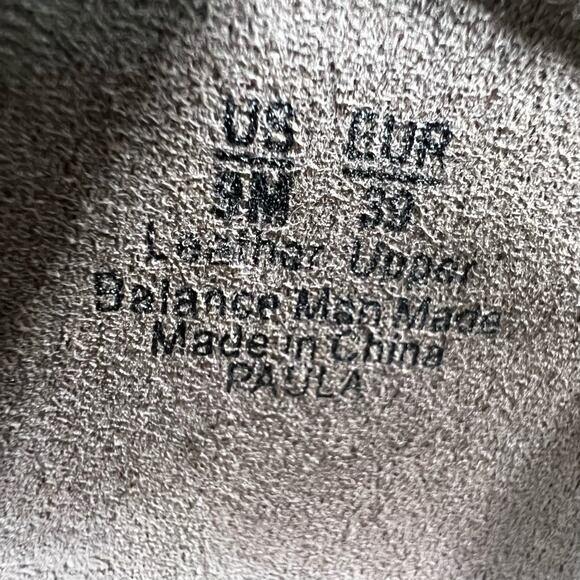 US EUR
9M 39
Leather Upper
Balance Man Made
Made in China
PAULA